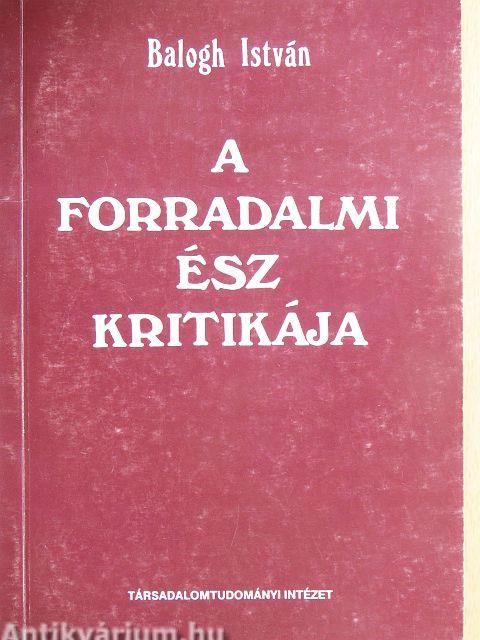 Balogh István
A
FORRADALMI
ÉSZ
KRITIKÁJA
TÁRSADALOMTUDOMÁNYI INTÉZET
Antikvárium.hu